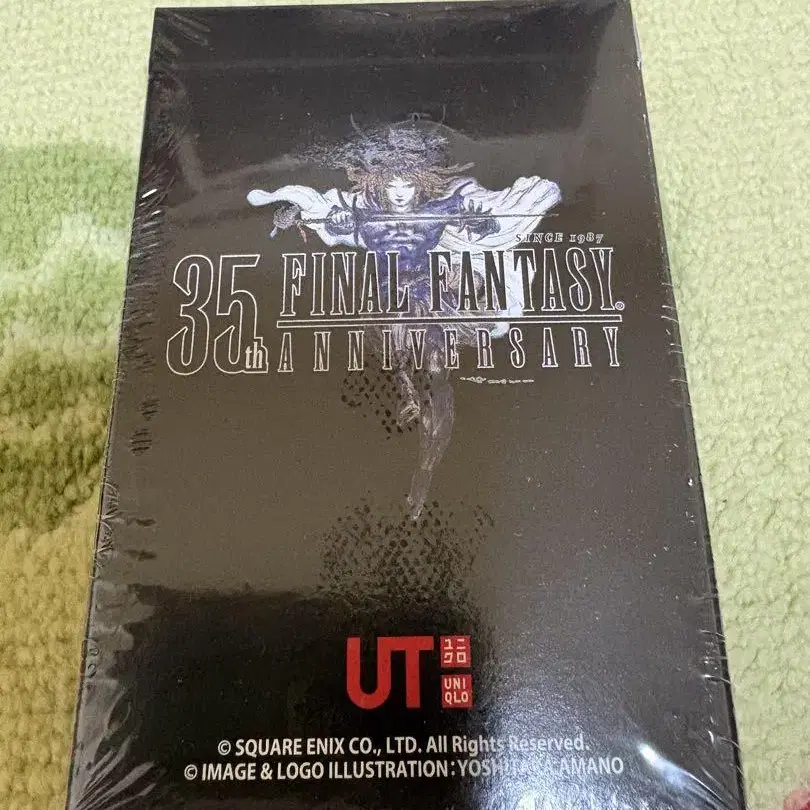 SINCE 1987
35th FINAL FANTASY®
ANNIVERSARY
UT ユニクロ
UNIQLO
© SQUARE ENIX CO., LTD. All Rights Reserved.
© IMAGE & LOGO ILLUSTRATION：YOSHITAKA AMANO